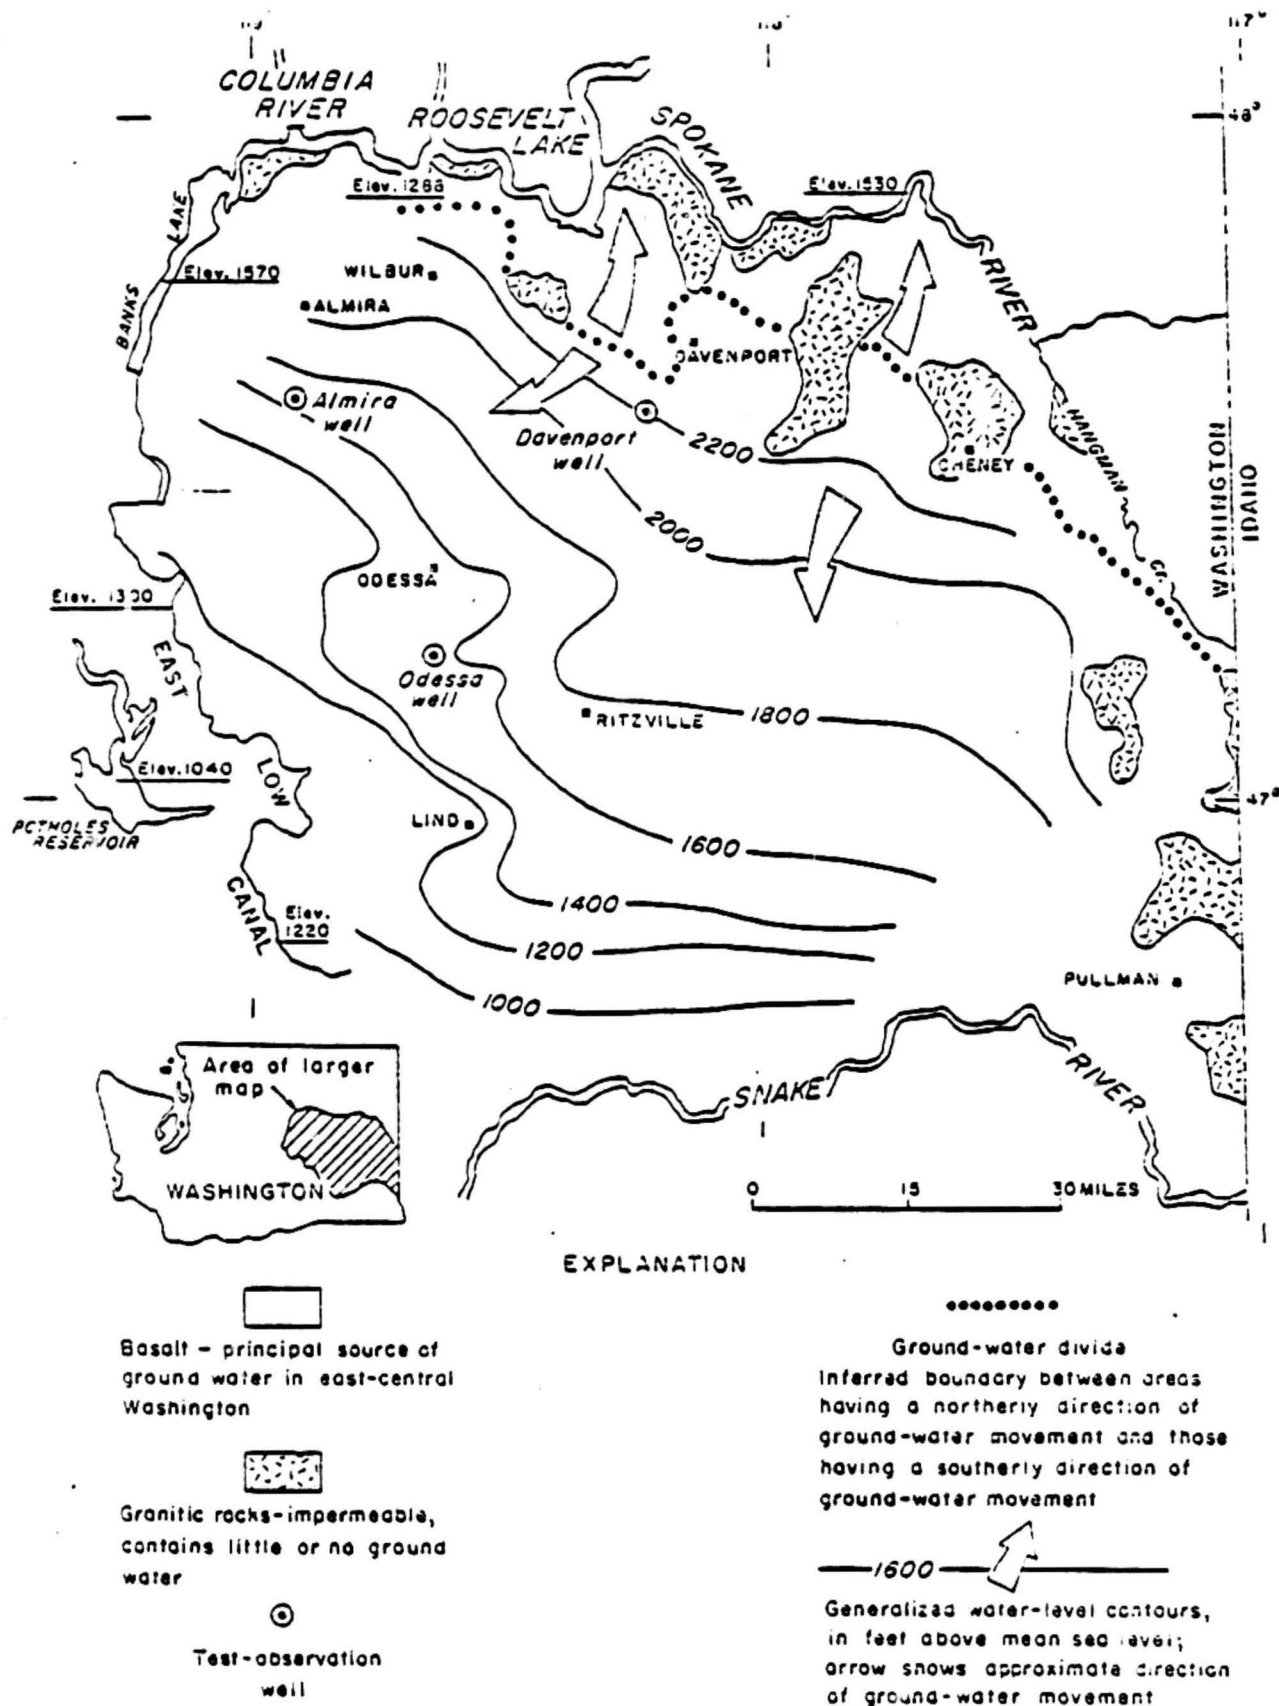 118°
117°
COLUMBIA
RIVER
ROOSEVELT
LAKE
SPOKANE
RIVER
48°
Elev. 1288
Elev. 1530
BANKS LAKE
Elev. 1570
WILBUR
ALMIRA
DAVENPORT
Almira
well
Davenport
well
2200
CHENEY
HANGMAN CR.
WASHINGTON
IDAHO
2000
ODESSA
Elev. 1300
EAST LOW CANAL
Odessa
well
RITZVILLE
1800
Elev. 1040
47°
POTHOLES
RESERVOIR
LIND
1600
1400
Elev.
1220
1200
1000
PULLMAN
SNAKE RIVER
Area of larger
map
WASHINGTON
0 15 30 MILES
EXPLANATION
Basalt - principal source of
ground water in east-central
Washington
Granitic rocks-impermeable,
contains little or no ground
water
Test-observation
well
Ground-water divide
Inferred boundary between areas
having a northerly direction of
ground-water movement and those
having a southerly direction of
ground-water movement
1600
Generalized water-level contours,
in feet above mean sea level;
arrow shows approximate direction
of ground-water movement